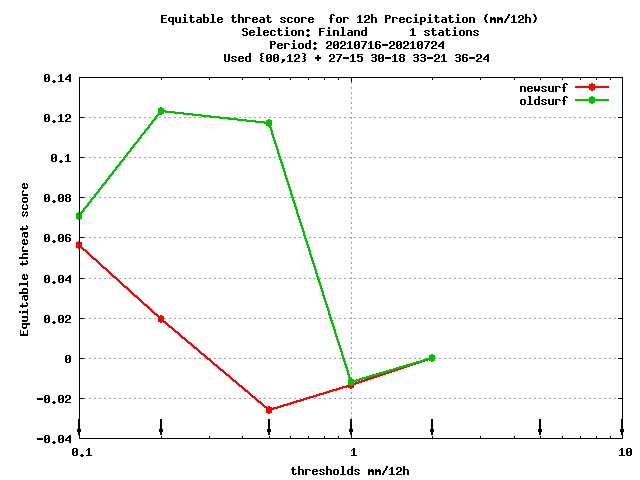 Equitable threat score  for 12h Precipitation (mm/12h)
Selection: Finland      1 stations
Period: 20210716-20210724
Used {00,12} + 27-15 30-18 33-21 36-24
newsurf
oldsurf
0.14
0.12
0.1
0.08
0.06
0.04
0.02
0
-0.02
-0.04
Equitable threat score
0.1 1 10
thresholds mm/12h